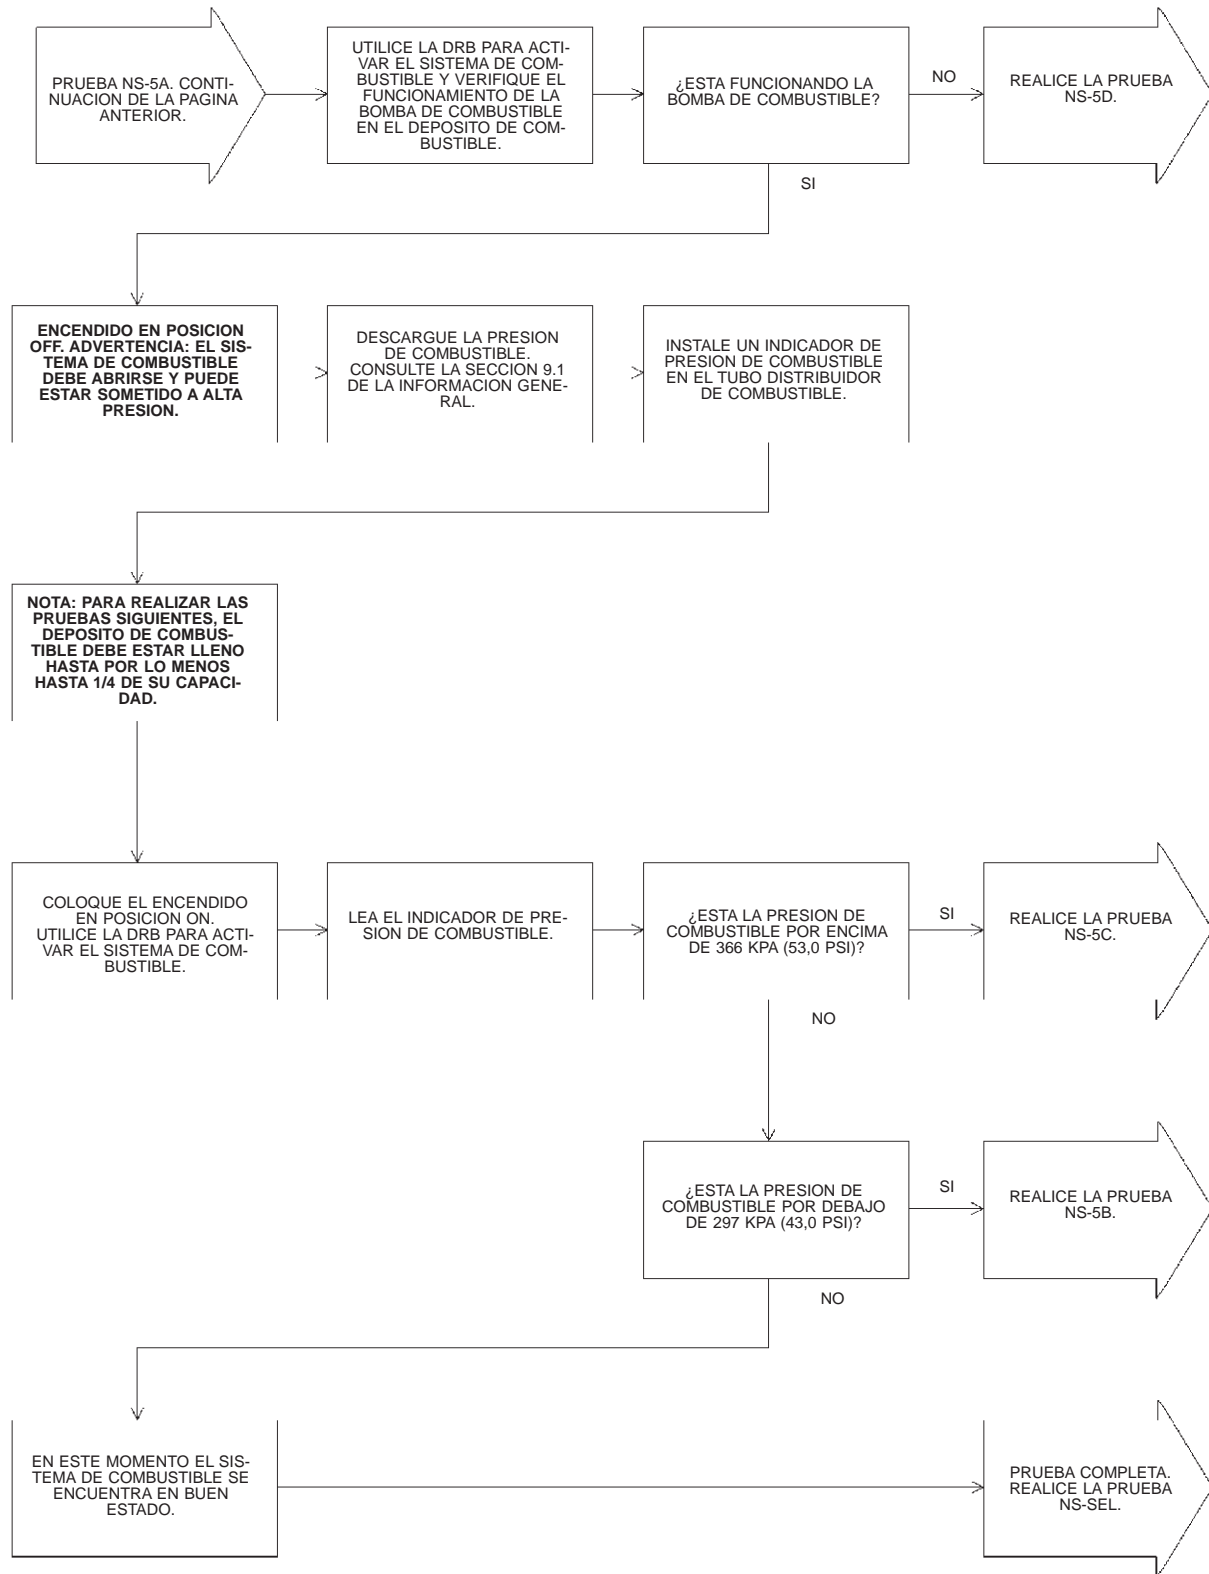 PRUEBA NS-5A. CONTI-
NUACION DE LA PAGINA
ANTERIOR.
UTILICE LA DRB PARA ACTI-
VAR EL SISTEMA DE COM-
BUSTIBLE Y VERIFIQUE EL
FUNCIONAMIENTO DE LA
BOMBA DE COMBUSTIBLE
EN EL DEPOSITO DE COM-
BUSTIBLE.
¿ESTA FUNCIONANDO LA
BOMBA DE COMBUSTIBLE?
NO
REALICE LA PRUEBA
NS-5D.
SI
ENCENDIDO EN POSICION
OFF. ADVERTENCIA: EL SIS-
TEMA DE COMBUSTIBLE
DEBE ABRIRSE Y PUEDE
ESTAR SOMETIDO A ALTA
PRESION.
DESCARGUE LA PRESION
DE COMBUSTIBLE.
CONSULTE LA SECCION 9.1
DE LA INFORMACION GENE-
RAL.
INSTALE UN INDICADOR DE
PRESION DE COMBUSTIBLE
EN EL TUBO DISTRIBUIDOR
DE COMBUSTIBLE.
NOTA: PARA REALIZAR LAS
PRUEBAS SIGUIENTES, EL
DEPOSITO DE COMBUS-
TIBLE DEBE ESTAR LLENO
HASTA POR LO MENOS
HASTA 1/4 DE SU CAPACI-
DAD.
COLOQUE EL ENCENDIDO
EN POSICION ON.
UTILICE LA DRB PARA ACTI-
VAR EL SISTEMA DE COM-
BUSTIBLE.
LEA EL INDICADOR DE PRE-
SION DE COMBUSTIBLE.
¿ESTA LA PRESION DE
COMBUSTIBLE POR ENCIMA
DE 366 KPA (53,0 PSI)?
SI
REALICE LA PRUEBA
NS-5C.
NO
¿ESTA LA PRESION DE
COMBUSTIBLE POR DEBAJO
DE 297 KPA (43,0 PSI)?
SI
REALICE LA PRUEBA
NS-5B.
NO
EN ESTE MOMENTO EL SIS-
TEMA DE COMBUSTIBLE SE
ENCUENTRA EN BUEN
ESTADO.
PRUEBA COMPLETA.
REALICE LA PRUEBA
NS-SEL.